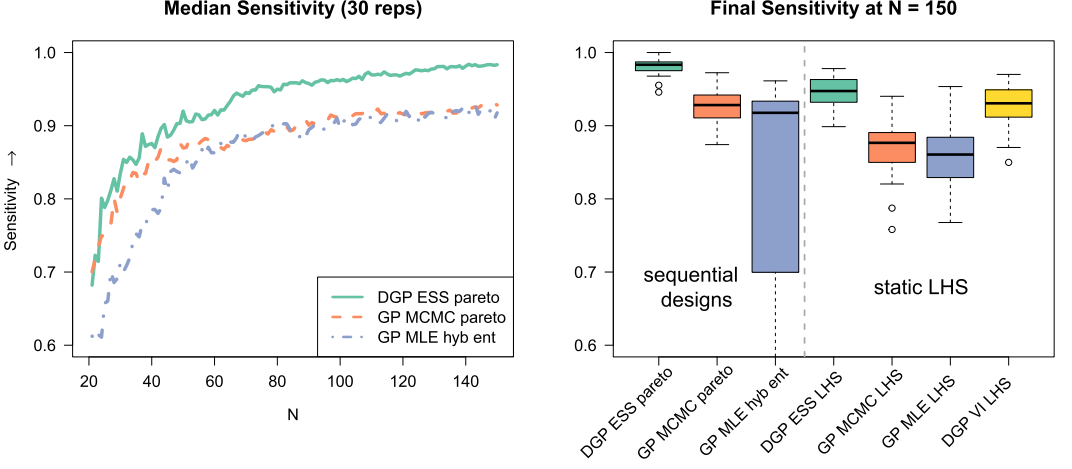 Median Sensitivity (30 reps)
Sensitivity →
1.0
0.9
0.8
0.7
0.6
20
40
60
80
100
120
140
N
DGP ESS pareto
GP MCMC pareto
GP MLE hyb ent
Final Sensitivity at N = 150
1.0
0.9
0.8
0.7
0.6
sequential
designs
static LHS
DGP ESS pareto
GP MCMC pareto
GP MLE hyb ent
DGP ESS LHS
GP MCMC LHS
GP MLE LHS
DGP VI LHS